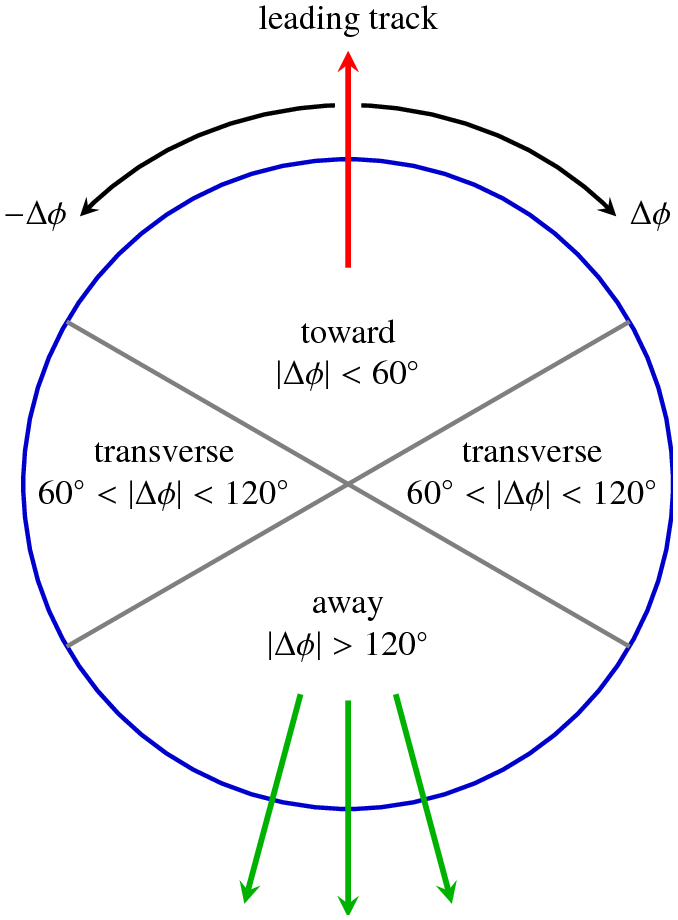 leading track
−Δϕ
Δϕ
toward
|Δϕ| < 60°
transverse
60° < |Δϕ| < 120°
transverse
60° < |Δϕ| < 120°
away
|Δϕ| > 120°